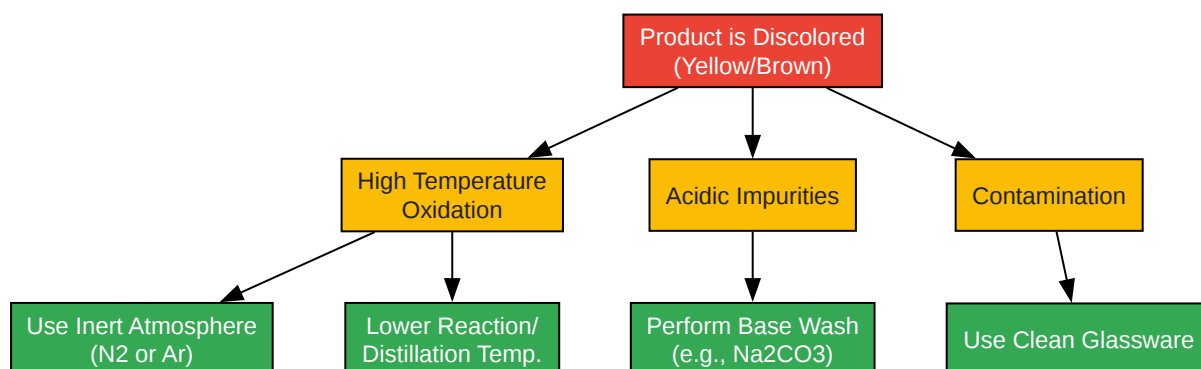 Product is Discolored
(Yellow/Brown)
High Temperature
Oxidation
Acidic Impurities
Contamination
Use Inert Atmosphere
(N2 or Ar)
Lower Reaction/
Distillation Temp.
Perform Base Wash
(e.g., Na2CO3)
Use Clean Glassware